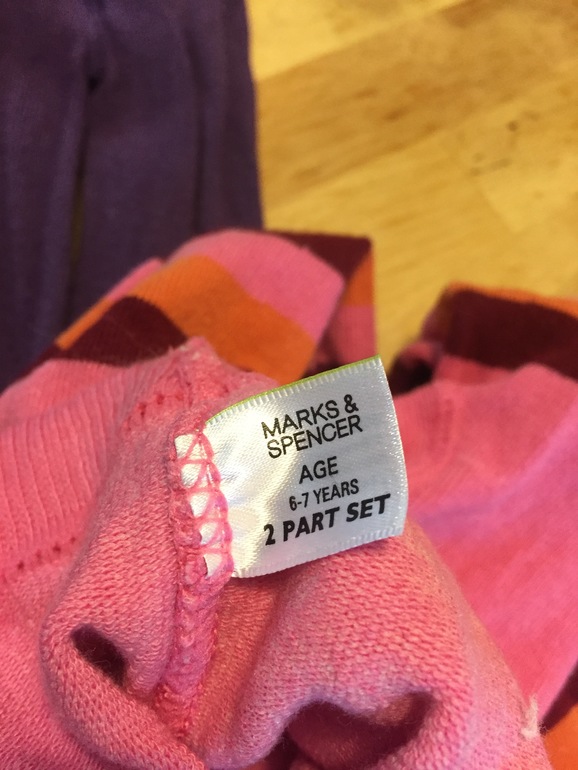 MARKS &
SPENCER
AGE
6-7 YEARS
2 PART SET